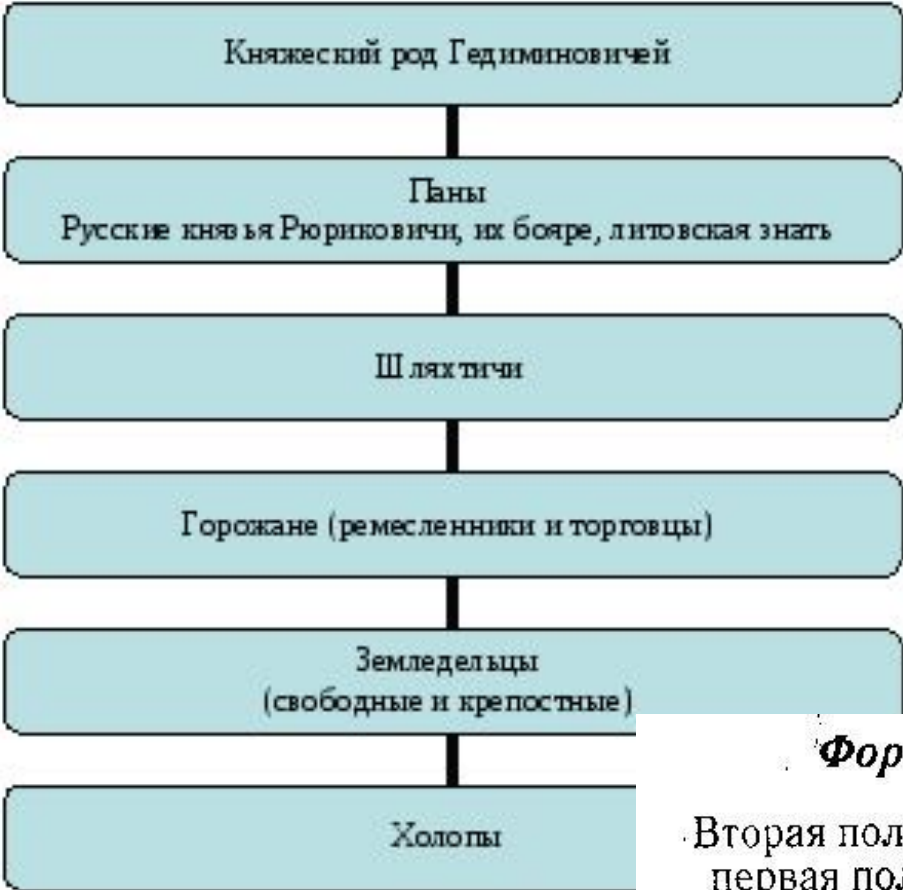 Княжеский род Гедиминовичей
Паны
Русские князья Рюриковичи, их бояре, литовская знать
Шляхтичи
Горожане (ремесленники и торговцы)
Земледельцы
(свободные и крепостные)
Холопы
Фор
Вторая пол
первая пол